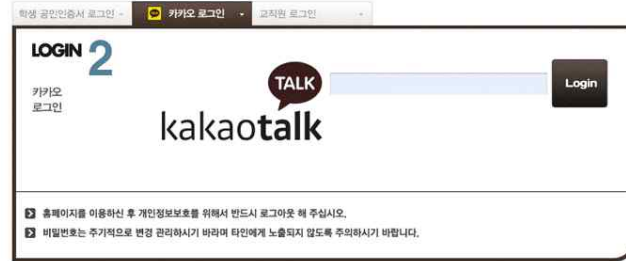 학생 공인인증서 로그인
카카오 로그인
교직원 로그인
LOGIN 2
카카오
로그인
TALK
kakaotalk
Login
홈페이지를 이용하신 후 개인정보보호를 위해서 반드시 로그아웃 해 주십시오.
비밀번호는 주기적으로 변경 관리하시기 바라며 타인에게 노출되지 않도록 주의하시기 바랍니다.